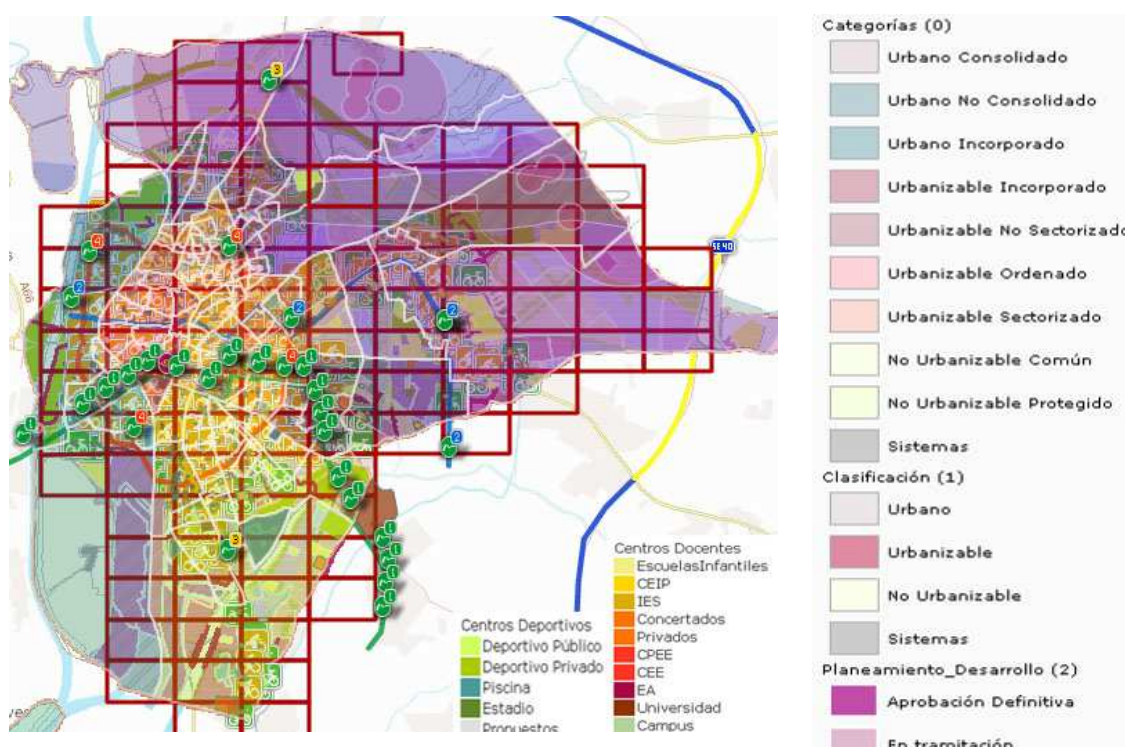 SE 40
Centros Docentes
EscuelasInfantiles
CEIP
IES
Concertados
Privados
CPEE
CEE
EA
Universidad
Campus
Centros Deportivos
Deportivo Público
Deportivo Privado
Piscina
Estadio
Propuestos
Categorías (0)
Urbano Consolidado
Urbano No Consolidado
Urbano Incorporado
Urbanizable Incorporado
Urbanizable No Sectorizado
Urbanizable Ordenado
Urbanizable Sectorizado
No Urbanizable Común
No Urbanizable Protegido
Sistemas
Clasificación (1)
Urbano
Urbanizable
No Urbanizable
Sistemas
Planeamiento_Desarrollo (2)
Aprobación Definitiva
En tramitación